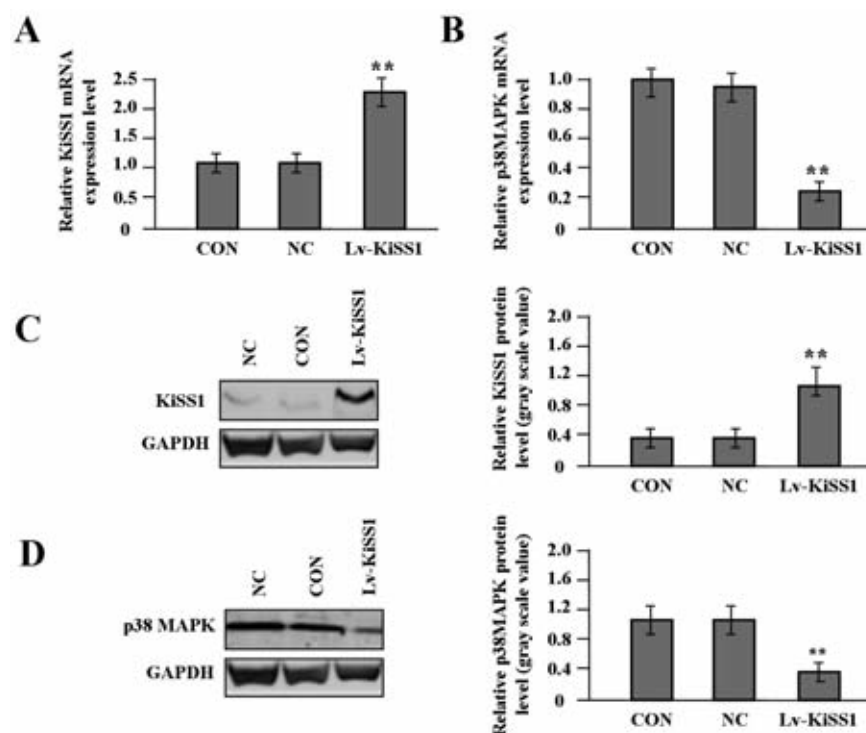 A
Relative KiSS1 mRNA
expression level
2.5
2.0
1.5
1.0
0.5
0
**
CON NC Lv-KiSS1
B
Relative p38MAPK mRNA
expression level
1.0
0.8
0.6
0.4
0.2
0
**
CON NC Lv-KiSS1
C
NC CON Lv-KiSS1
KiSS1
GAPDH
Relative KiSS1 protein
level (gray scale value)
2.0
1.6
1.2
0.8
0.4
0
**
CON NC Lv-KiSS1
D
NC CON Lv-KiSS1
p38 MAPK
GAPDH
Relative p38MAPK protein
level (gray scale value)
2.0
1.6
1.2
0.8
0.4
0
**
CON NC Lv-KiSS1